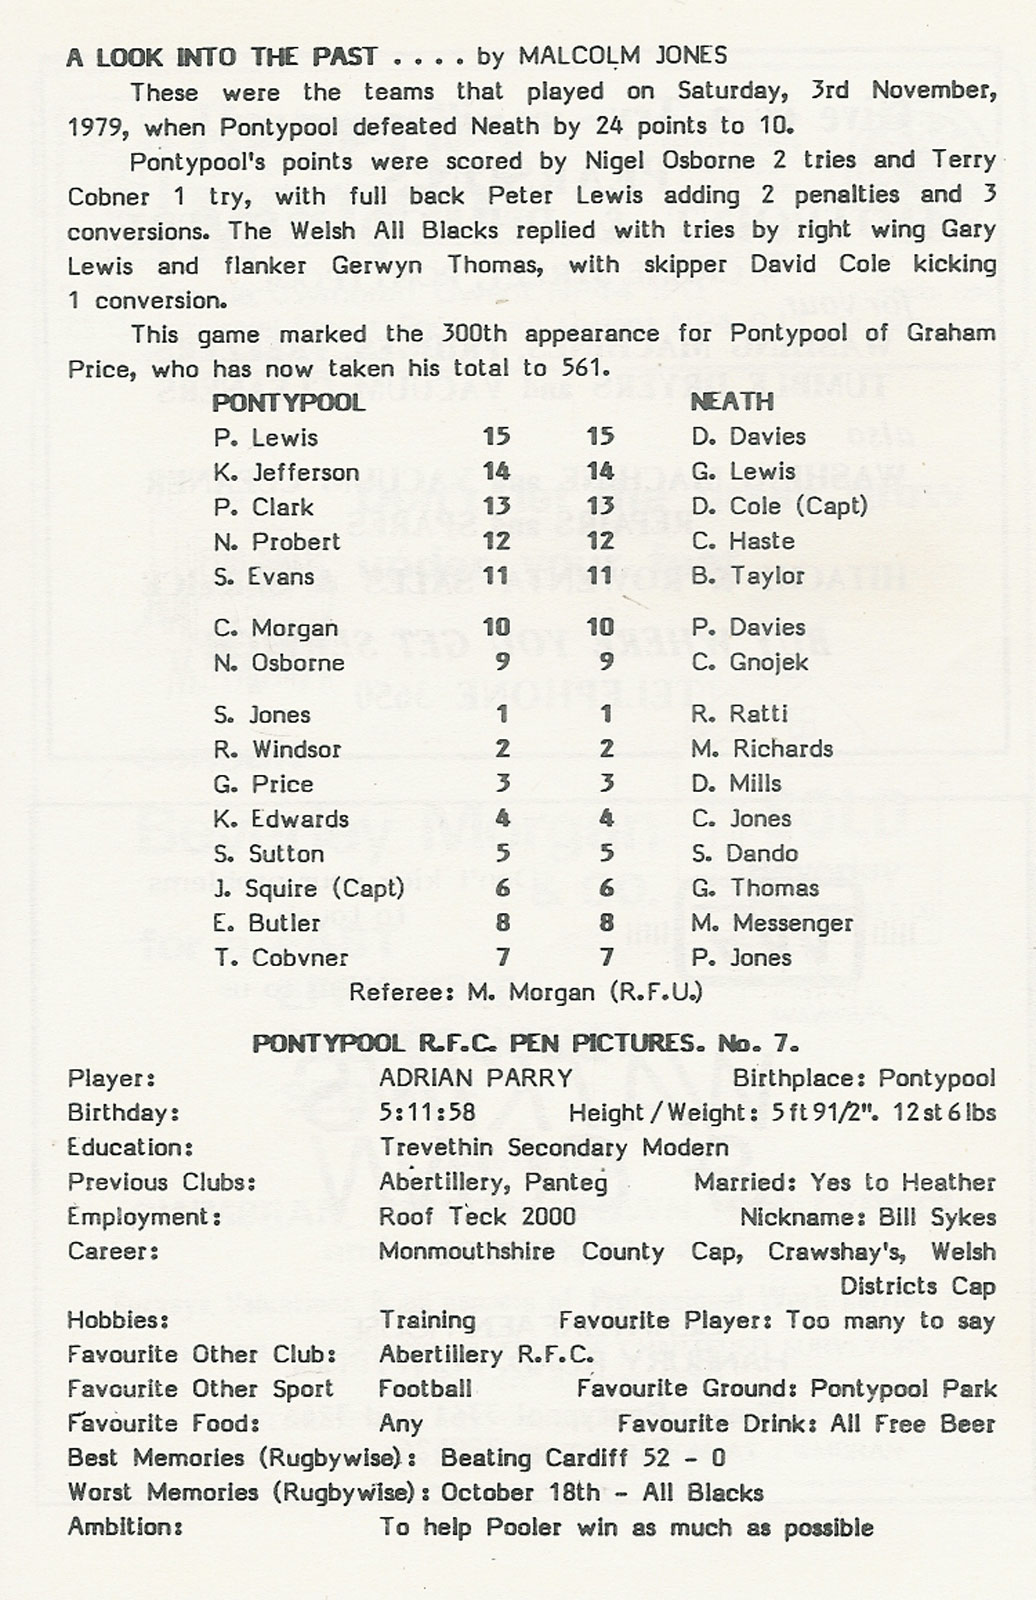 A LOOK INTO THE PAST . . . . by MALCOLM JONES
These were the teams that played on Saturday, 3rd November,
1979, when Pontypool defeated Neath by 24 points to 10.
Pontypool's points were scored by Nigel Osborne 2 tries and Terry
Cobner 1 try, with full back Peter Lewis adding 2 penalties and 3
conversions. The Welsh All Blacks replied with tries by right wing Gary
Lewis and flanker Gerwyn Thomas, with skipper David Cole kicking
1 conversion.
This game marked the 300th appearance for Pontypool of Graham
Price, who has now taken his total to 561.
PONTYPOOL NEATH
P. Lewis 15 15 D. Davies
K. Jefferson 14 14 G. Lewis
P. Clark 13 13 D. Cole (Capt)
N. Probert 12 12 C. Haste
S. Evans 11 11 B. Taylor
C. Morgan 10 10 P. Davies
N. Osborne 9 9 C. Gnojek
S. Jones 1 1 R. Ratti
R. Windsor 2 2 M. Richards
G. Price 3 3 D. Mills
K. Edwards 4 4 C. Jones
S. Sutton 5 5 S. Dando
J. Squire (Capt) 6 6 G. Thomas
E. Butler 8 8 M. Messenger
T. Cobvner 7 7 P. Jones
Referee: M. Morgan (R.F.U.)
PONTYPOOL R.F.C. PEN PICTURES. No. 7.
Player: ADRIAN PARRY Birthplace: Pontypool
Birthday: 5:11:58 Height/Weight: 5ft91/2". 12st6lbs
Education: Trevethin Secondary Modern
Previous Clubs: Abertillery, Panteg Married: Yes to Heather
Employment: Roof Teck 2000 Nickname: Bill Sykes
Career: Monmouthshire County Cap, Crawshay's, Welsh
Districts Cap
Hobbies: Training Favourite Player: Too many to say
Favourite Other Club: Abertillery R.F.C.
Favourite Other Sport Football Favourite Ground: Pontypool Park
Favourite Food: Any Favourite Drink: All Free Beer
Best Memories (Rugbywise): Beating Cardiff 52 - 0
Worst Memories (Rugbywise): October 18th - All Blacks
Ambition: To help Pooler win as much as possible